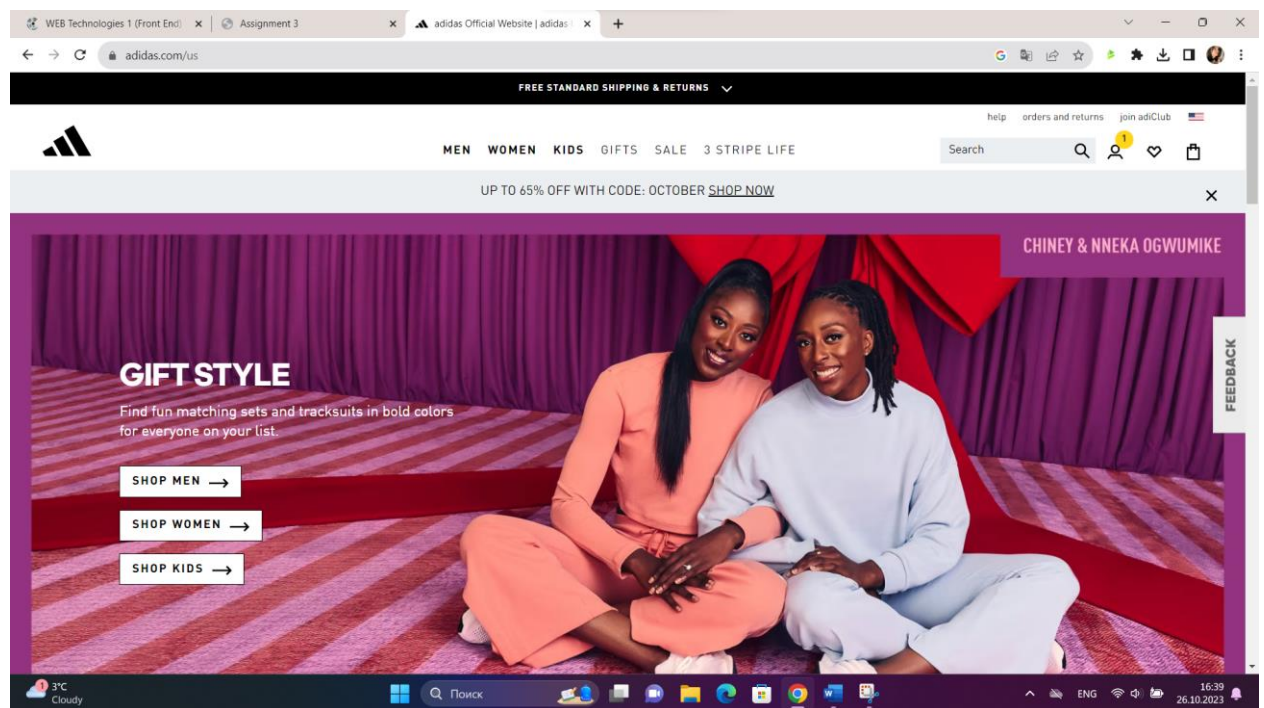 WEB Technologies 1 (Front End)
Assignment 3
adidas Official Website | adidas
adidas.com/us
FREE STANDARD SHIPPING & RETURNS
help orders and returns join adiClub
MEN WOMEN KIDS GIFTS SALE 3 STRIPE LIFE
Search
1
UP TO 65% OFF WITH CODE: OCTOBER SHOP NOW
CHINEY & NNEKA OGWUMIKE
GIFT STYLE
Find fun matching sets and tracksuits in bold colors
for everyone on your list.
SHOP MEN
SHOP WOMEN
SHOP KIDS
FEEDBACK
1
3°C
Cloudy
Поиск
ENG
16:39
26.10.2023